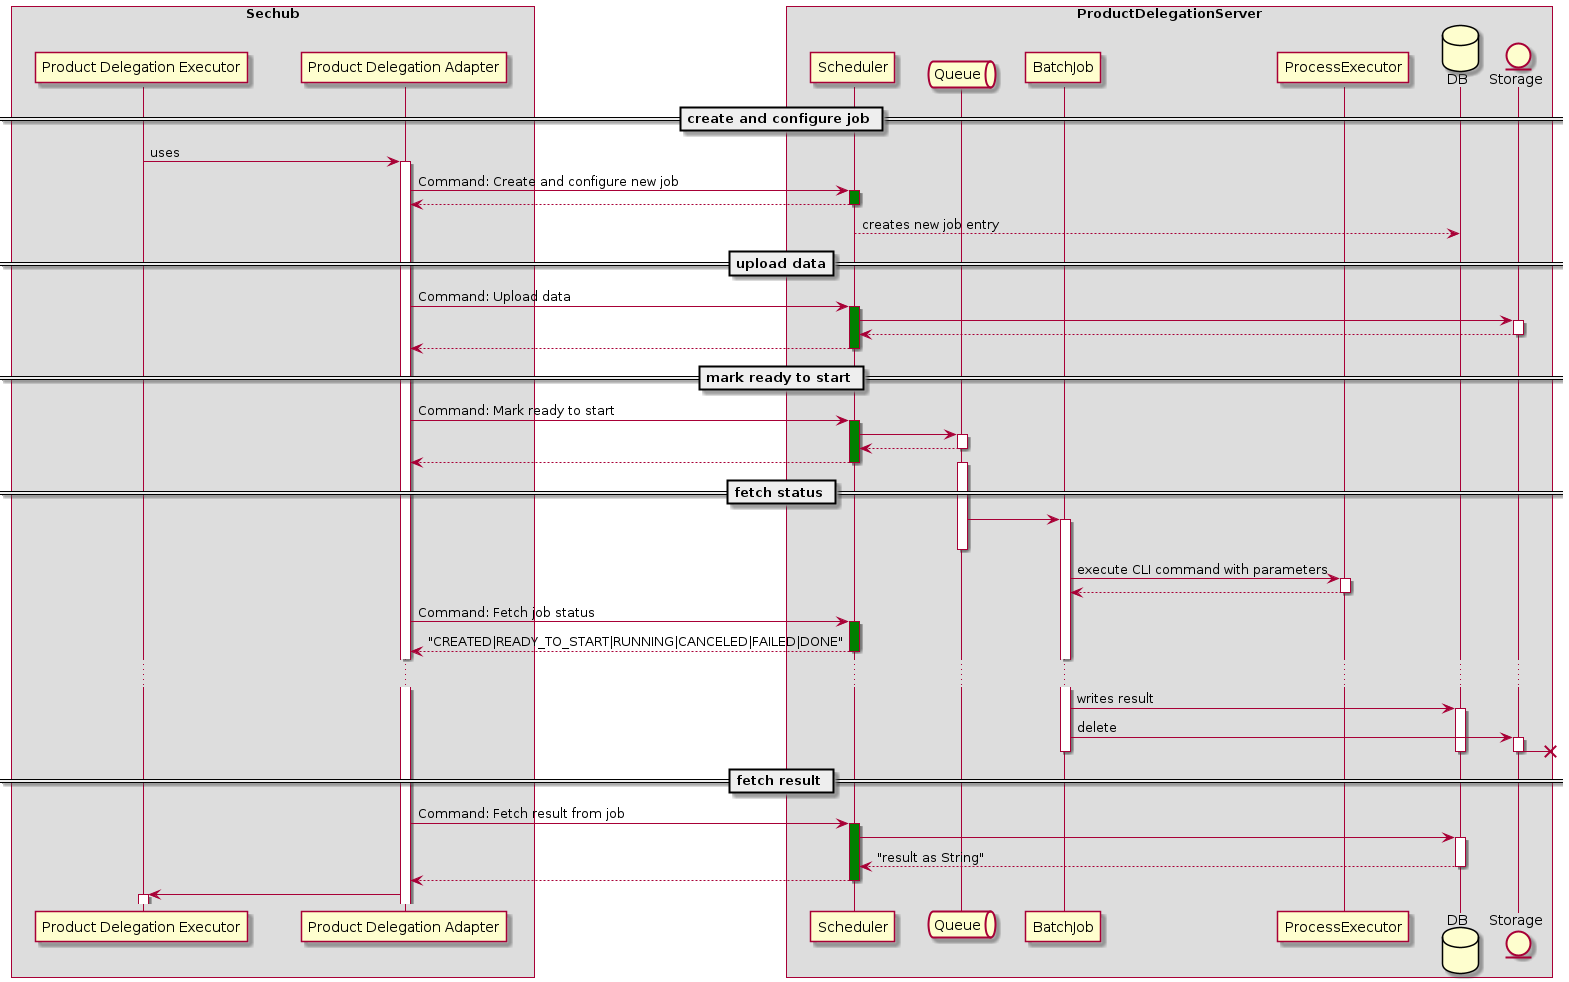 Sechub
ProductDelegationServer
Product Delegation Executor
Product Delegation Adapter
Scheduler
Queue
BatchJob
ProcessExecutor
DB
Storage
create and configure job
uses
Command: Create and configure new job
creates new job entry
upload data
Command: Upload data
mark ready to start
Command: Mark ready to start
fetch status
execute CLI command with parameters
Command: Fetch job status
"CREATED|READY_TO_START|RUNNING|CANCELED|FAILED|DONE"
writes result
delete
fetch result
Command: Fetch result from job
"result as String"
Product Delegation Executor
Product Delegation Adapter
Scheduler
Queue
BatchJob
ProcessExecutor
DB
Storage